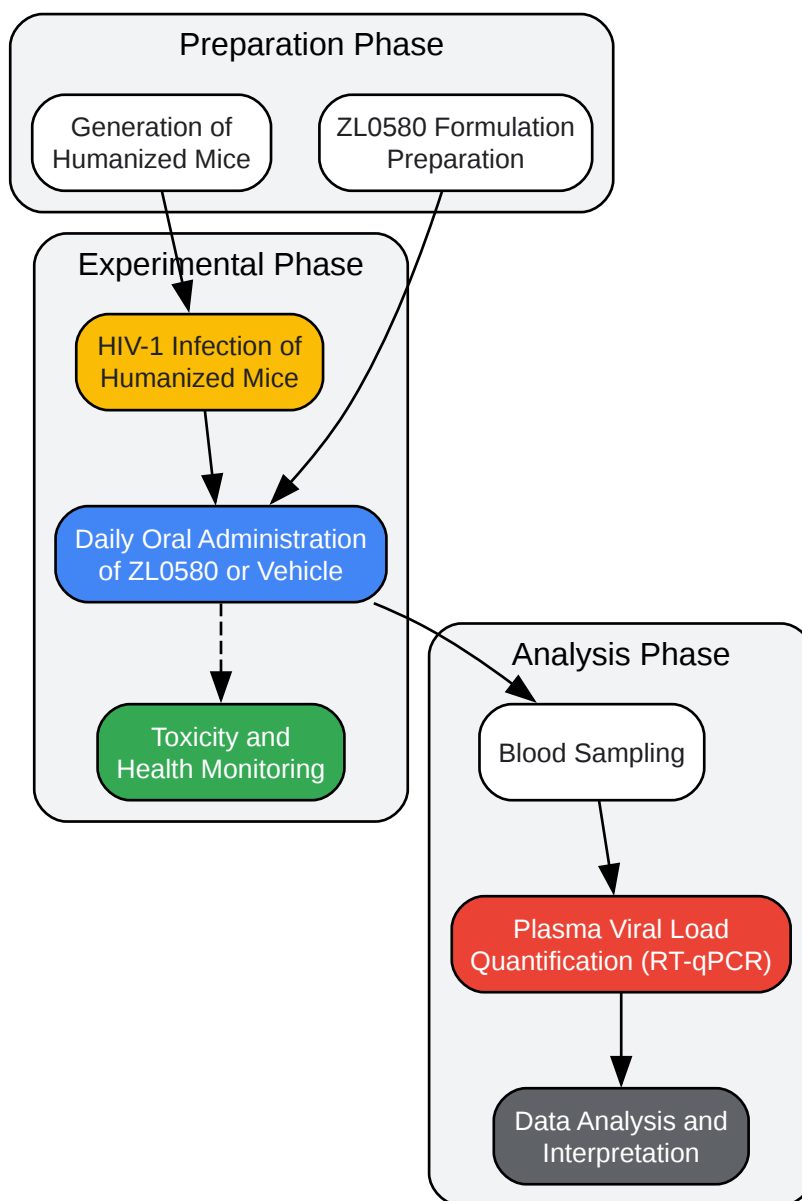 Preparation Phase
Generation of
Humanized Mice
ZL0580 Formulation
Preparation
Experimental Phase
HIV-1 Infection of
Humanized Mice
Daily Oral Administration
of ZL0580 or Vehicle
Toxicity and
Health Monitoring
Analysis Phase
Blood Sampling
Plasma Viral Load
Quantification (RT-qPCR)
Data Analysis and
Interpretation